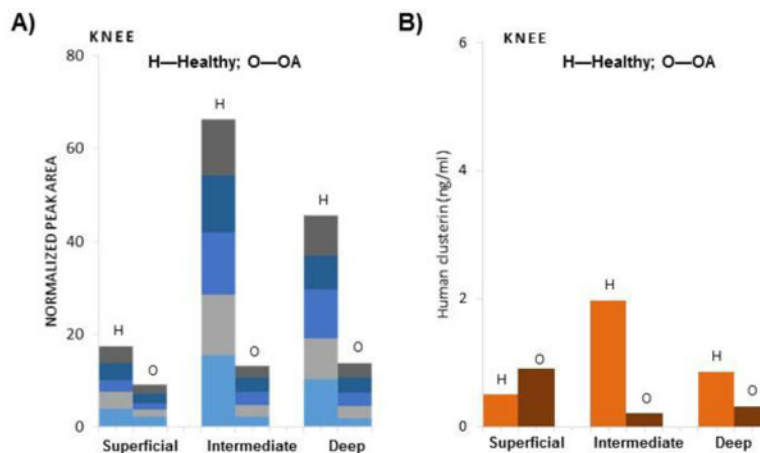 A)
KNEE
H—Healthy; O—OA
NORMALIZED PEAK AREA
80
60
40
20
0
H
O
H
O
H
O
Superficial
Intermediate
Deep
B)
KNEE
H—Healthy; O—OA
Human clusterin (ng/ml)
6
4
2
0
H
O
H
O
H
O
Superficial
Intermediate
Deep